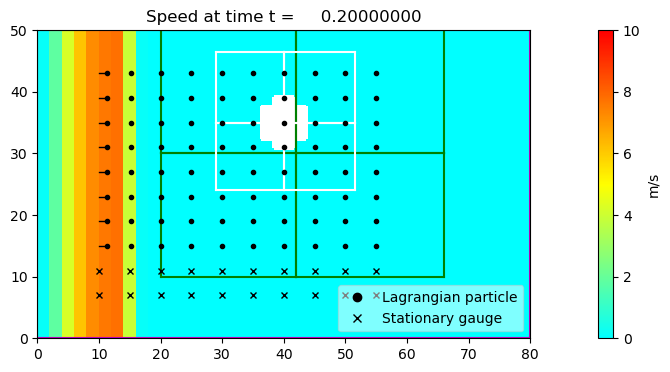 Speed at time t = 0.20000000
50
40
30
20
10
0
0 10 20 30 40 50 60 70 80
Lagrangian particle
Stationary gauge
10
8
6
4
2
0
m/s